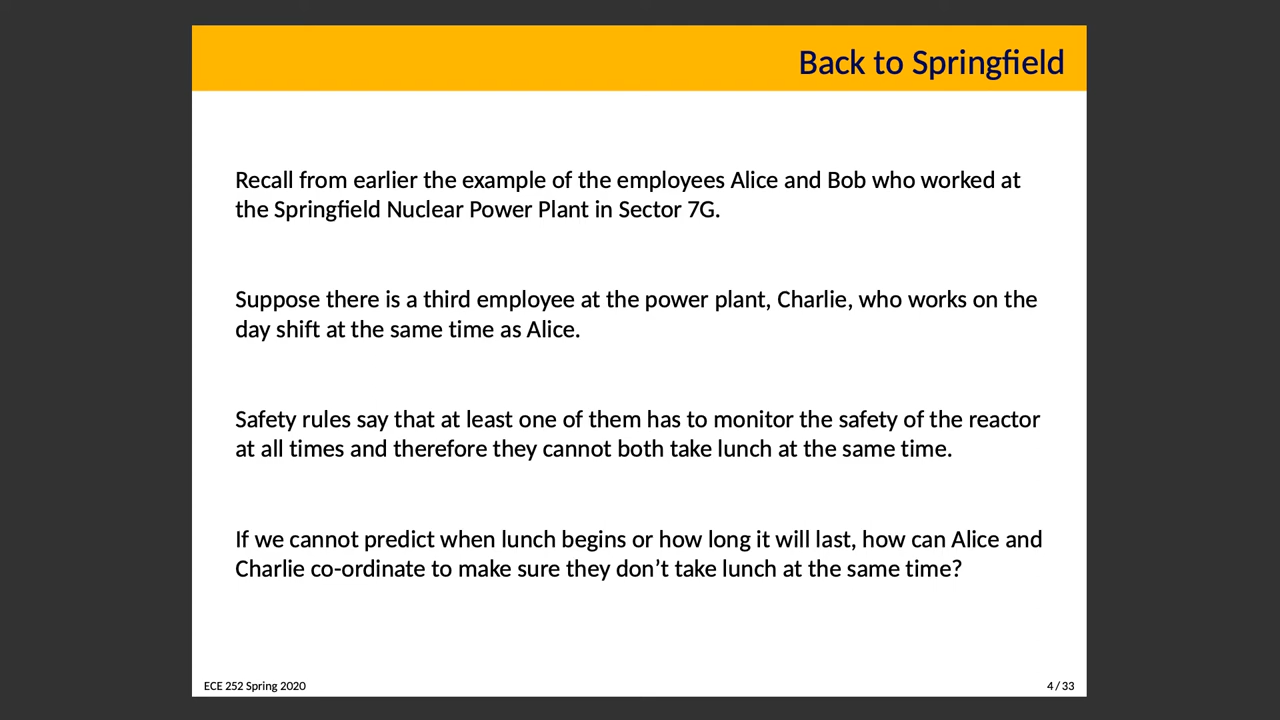 Back to Springfield
Recall from earlier the example of the employees Alice and Bob who worked at
the Springfield Nuclear Power Plant in Sector 7G.
Suppose there is a third employee at the power plant, Charlie, who works on the
day shift at the same time as Alice.
Safety rules say that at least one of them has to monitor the safety of the reactor
at all times and therefore they cannot both take lunch at the same time.
If we cannot predict when lunch begins or how long it will last, how can Alice and
Charlie co-ordinate to make sure they don’t take lunch at the same time?
ECE 252 Spring 2020
4 / 33